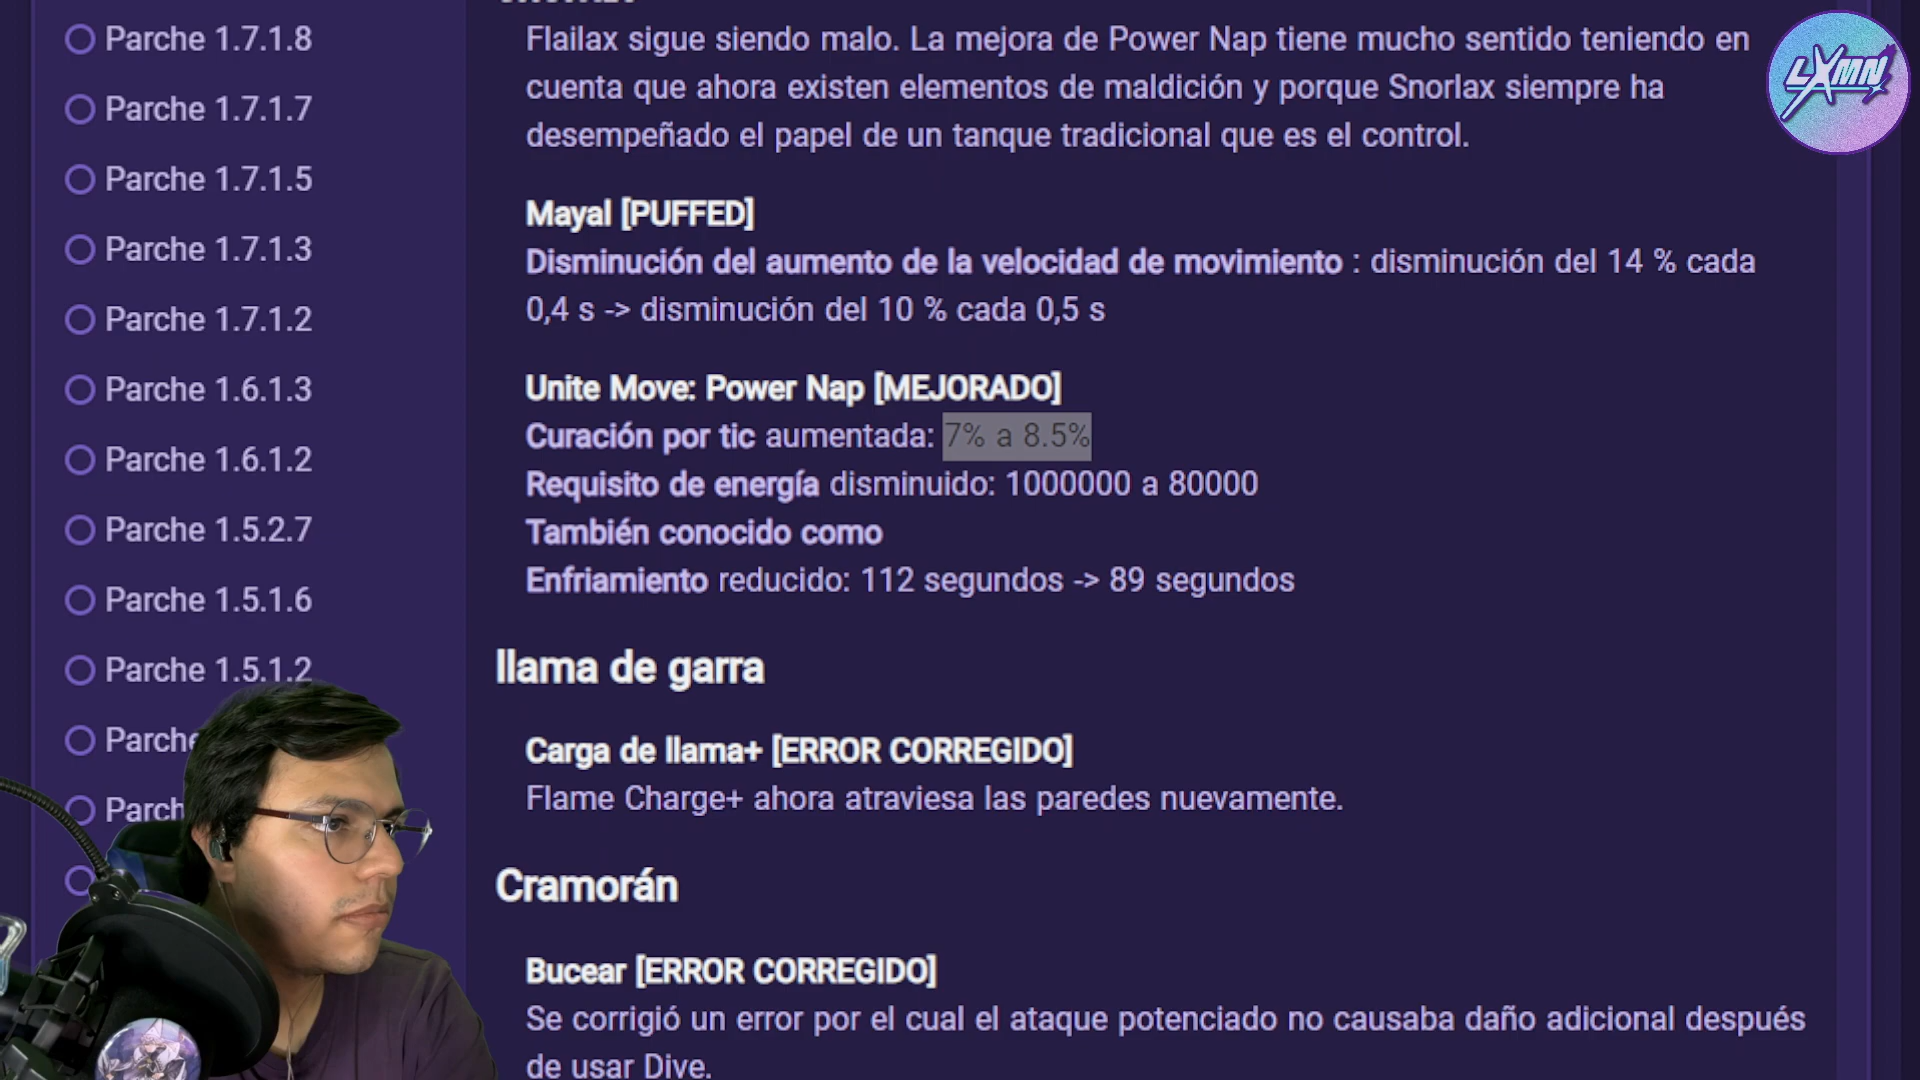 Parche 1.7.1.8
Parche 1.7.1.7
Parche 1.7.1.5
Parche 1.7.1.3
Parche 1.7.1.2
Parche 1.6.1.3
Parche 1.6.1.2
Parche 1.5.2.7
Parche 1.5.1.6
Parche 1.5.1.2
Parche
Parch
Flailax sigue siendo malo. La mejora de Power Nap tiene mucho sentido teniendo en
cuenta que ahora existen elementos de maldición y porque Snorlax siempre ha
desempeñado el papel de un tanque tradicional que es el control.
Mayal [PUFFED]
Disminución del aumento de la velocidad de movimiento : disminución del 14 % cada
0,4 s -> disminución del 10 % cada 0,5 s
Unite Move: Power Nap [MEJORADO]
Curación por tic aumentada: 7% a 8.5%
Requisito de energía disminuido: 1000000 a 80000
También conocido como
Enfriamiento reducido: 112 segundos -> 89 segundos
llama de garra
Carga de llama+ [ERROR CORREGIDO]
Flame Charge+ ahora atraviesa las paredes nuevamente.
Cramorán
Bucear [ERROR CORREGIDO]
Se corrigió un error por el cual el ataque potenciado no causaba daño adicional después
de usar Dive.
LXMN